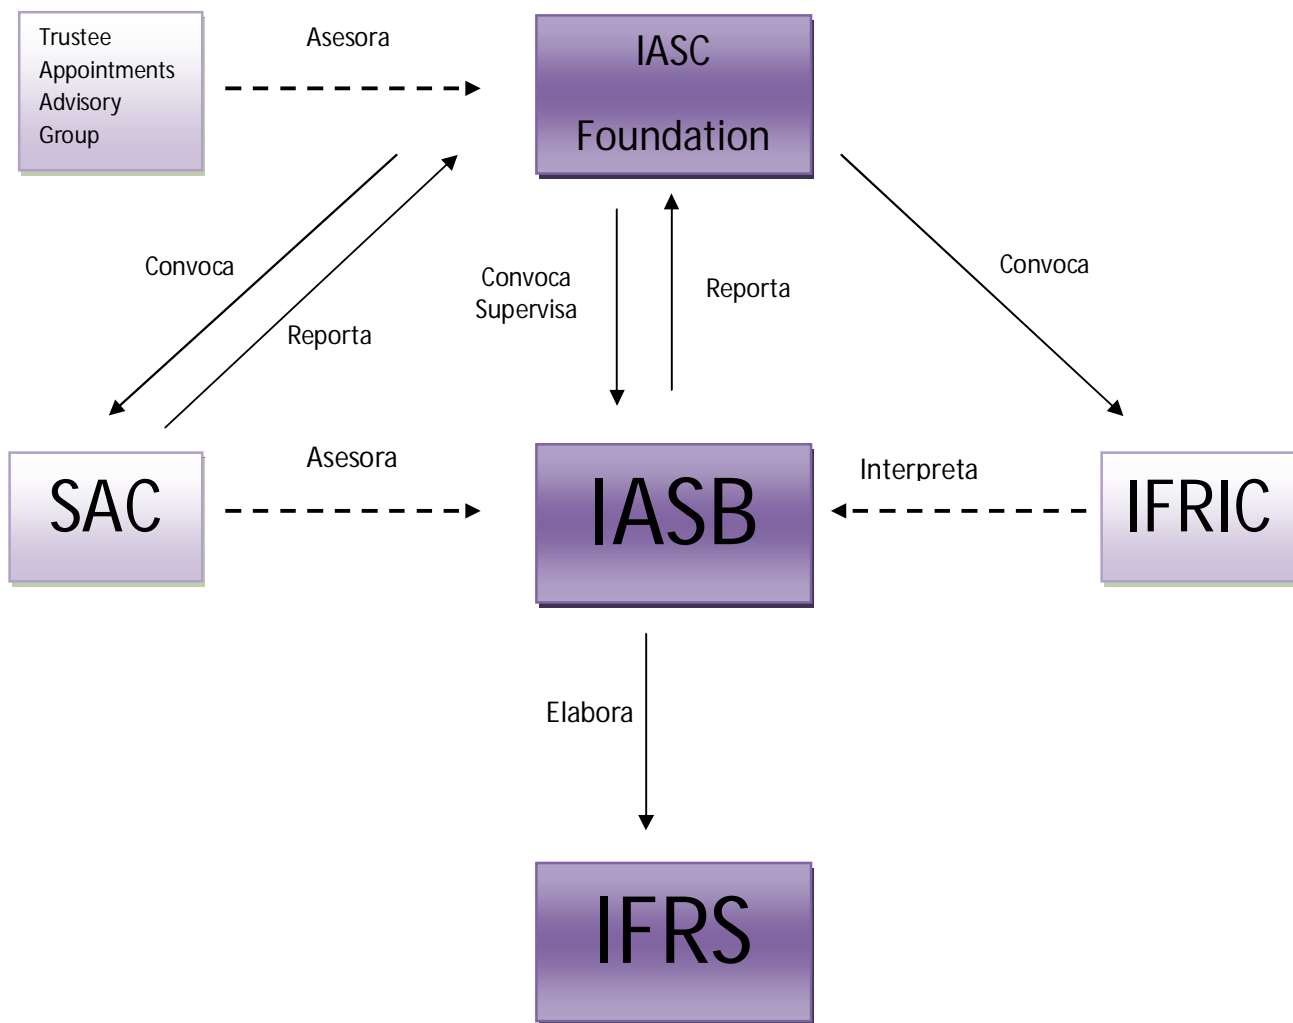 Trustee
Appointments
Advisory
Group
Asesora
IASC
Foundation
Convoca
Reporta
Convoca
Supervisa
Reporta
Convoca
SAC
Asesora
IASB
Interpreta
IFRIC
Elabora
IFRS